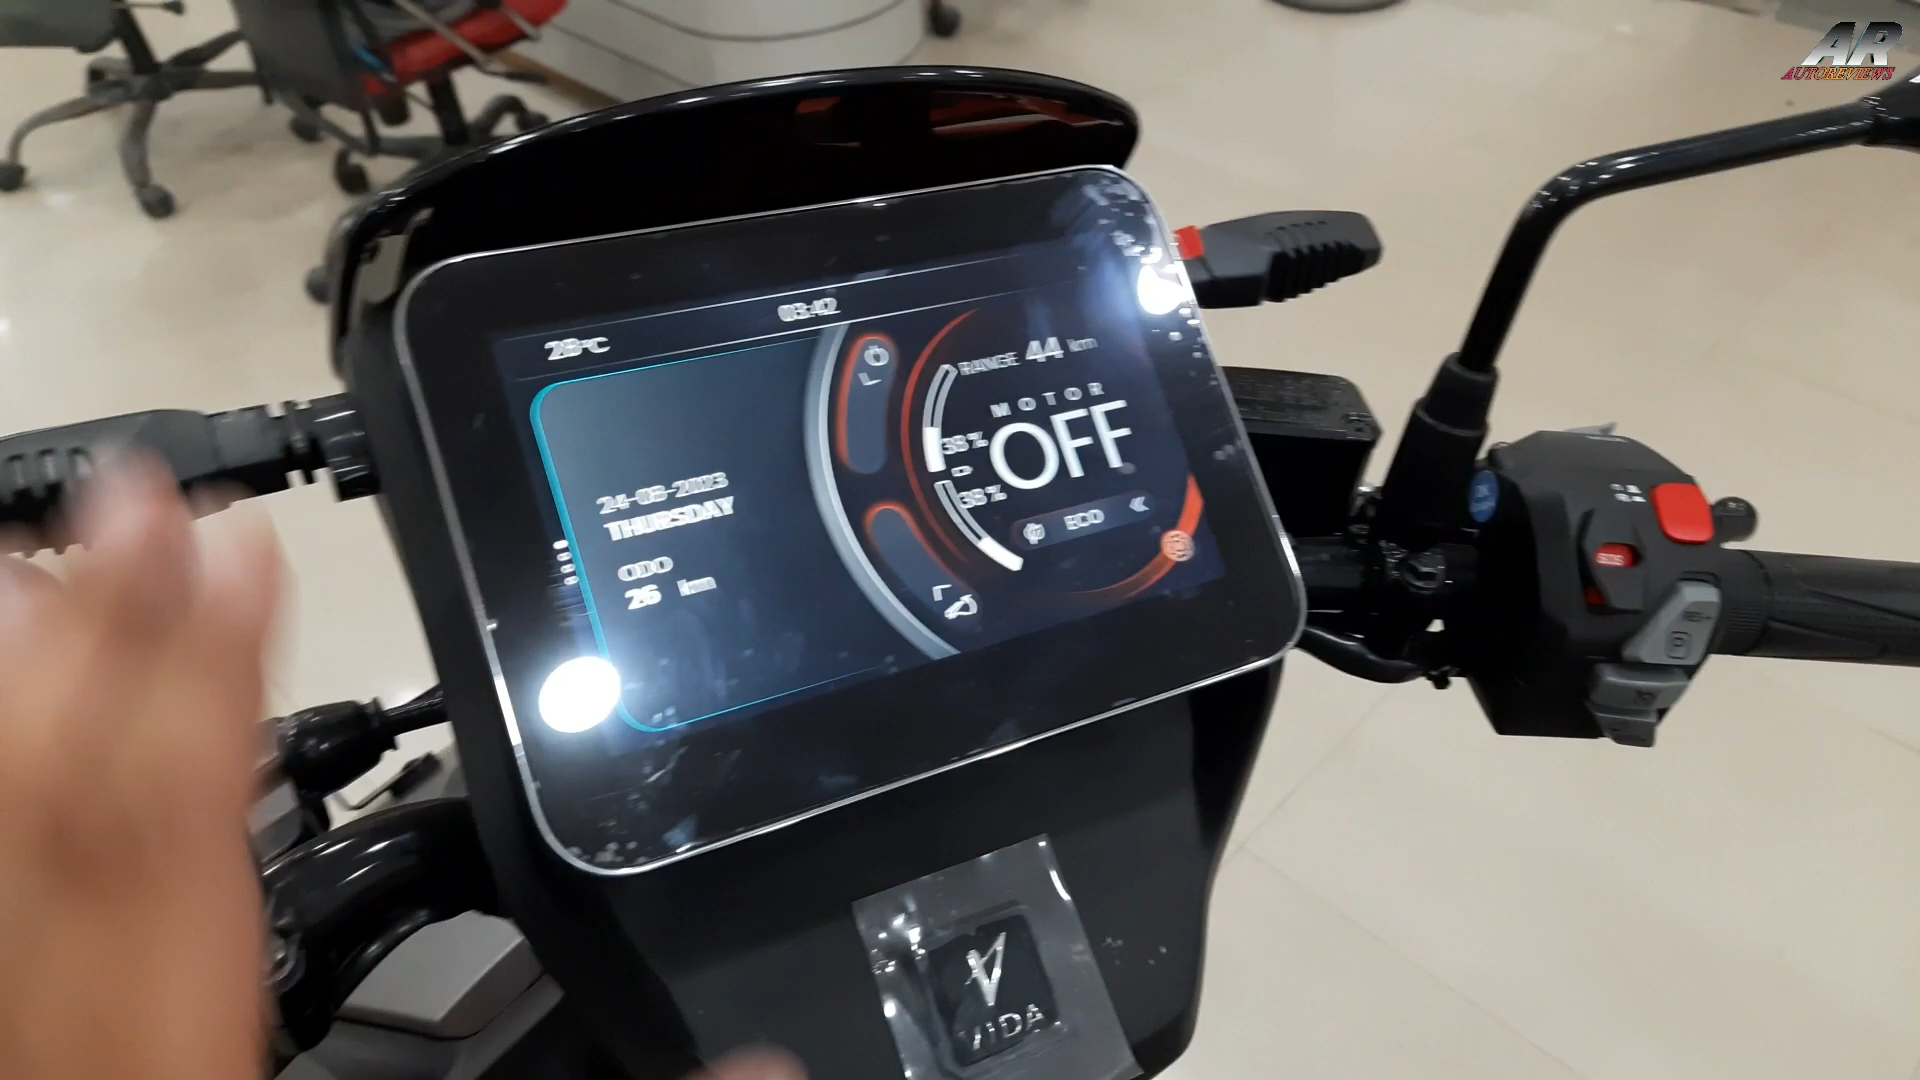 AR
AUTOREVIEWS
03:42
28°C
RANGE 44 km
MOTOR
OFF
38%
38%
ECO
24-08-2023
THURSDAY
ODO
26 km
SOS
VIDA